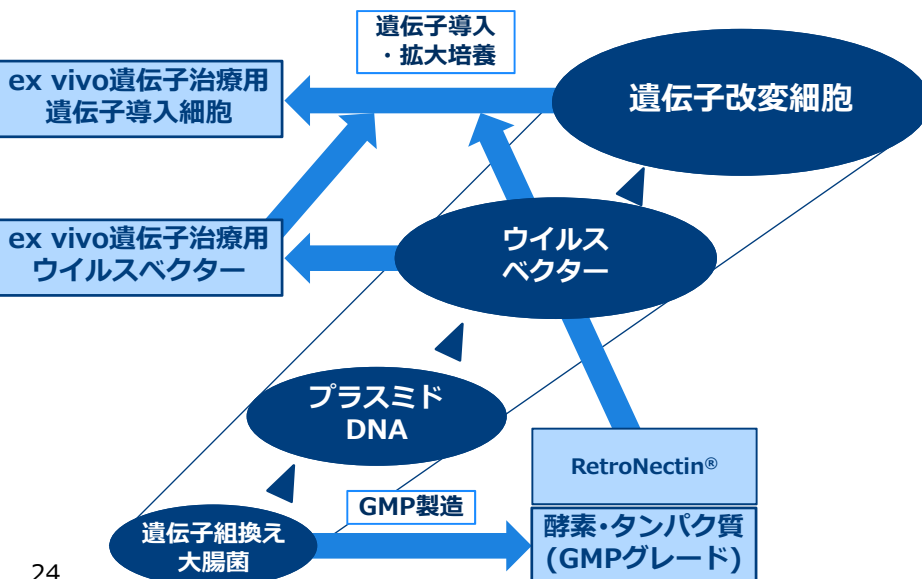 遺伝子導入
・拡大培養
ex vivo遺伝子治療用
遺伝子導入細胞
遺伝子改変細胞
ex vivo遺伝子治療用
ウイルスベクター
ウイルス
ベクター
プラスミド
DNA
RetroNectin®
GMP製造
遺伝子組換え
大腸菌
酵素・タンパク質
(GMPグレード)
24